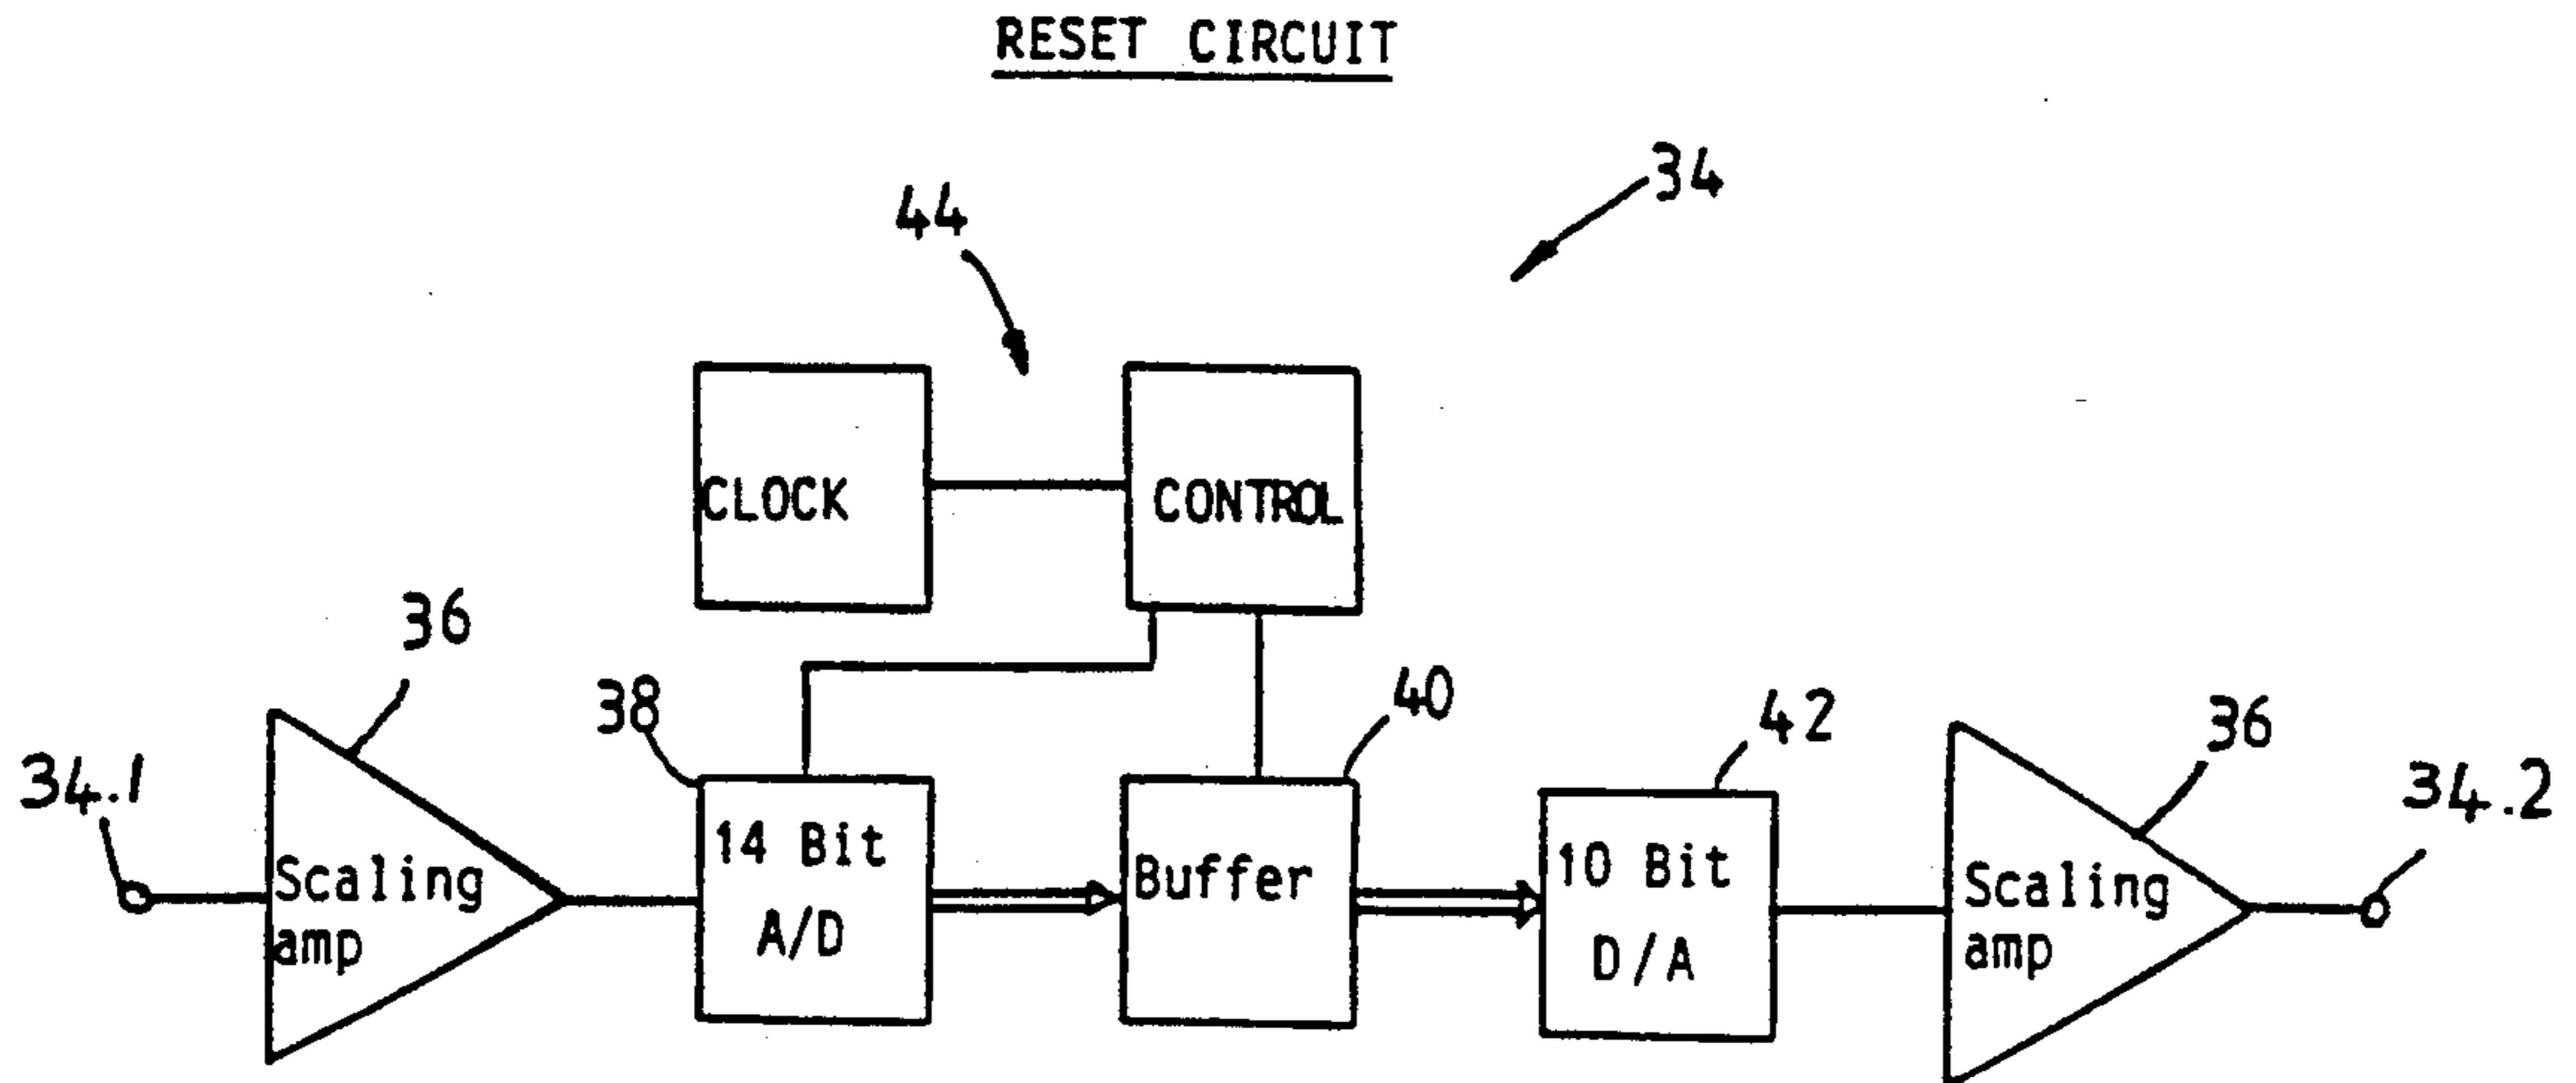 RESET CIRCUIT
34
44
CLOCK
CONTROL
36
38
40
42
36
34.1
34.2
Scaling
amp
14 Bit
A/D
Buffer
10 Bit
D/A
Scaling
amp